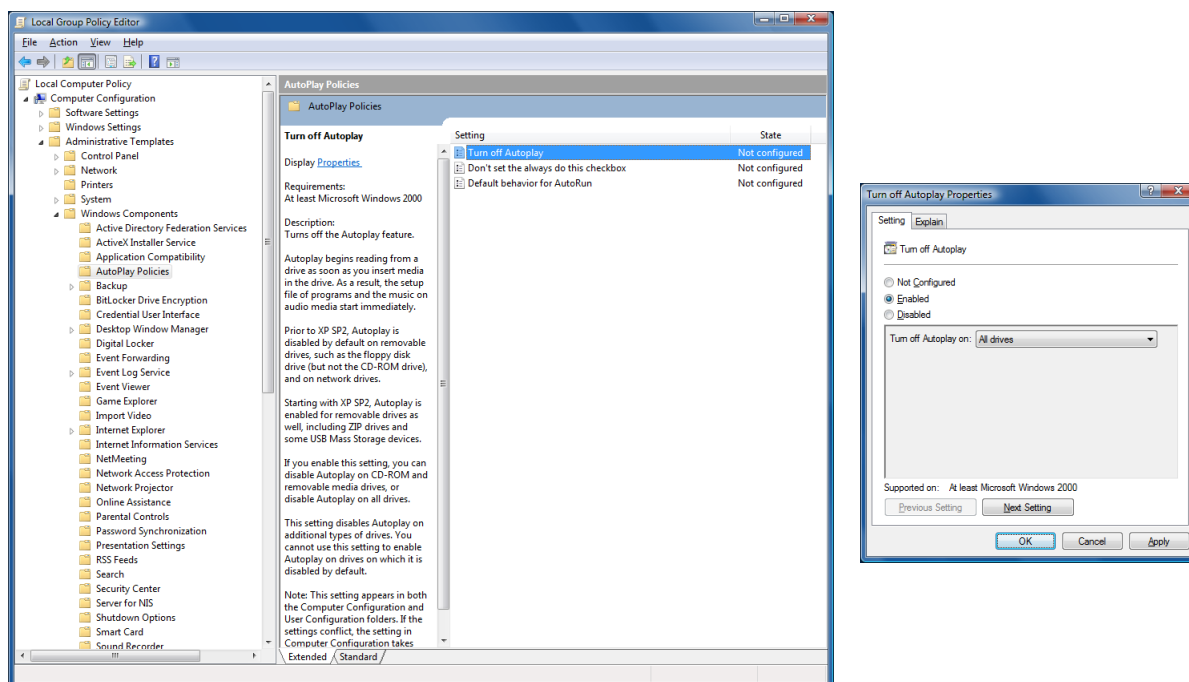 Local Group Policy Editor
File Action View Help
Local Computer Policy
Computer Configuration
Software Settings
Windows Settings
Administrative Templates
Control Panel
Network
Printers
System
Windows Components
Active Directory Federation Services
ActiveX Installer Service
Application Compatibility
AutoPlay Policies
Backup
BitLocker Drive Encryption
Credential User Interface
Desktop Window Manager
Digital Locker
Event Forwarding
Event Log Service
Event Viewer
Game Explorer
Import Video
Internet Explorer
Internet Information Services
NetMeeting
Network Access Protection
Network Projector
Online Assistance
Parental Controls
Password Synchronization
Presentation Settings
RSS Feeds
Search
Security Center
Server for NIS
Shutdown Options
Smart Card
Sound Recorder
AutoPlay Policies
AutoPlay Policies
Turn off Autoplay
Display Properties
Requirements:
At least Microsoft Windows 2000
Description:
Turns off the Autoplay feature.
Autoplay begins reading from a
drive as soon as you insert media
in the drive. As a result, the setup
file of programs and the music on
audio media start immediately.
Prior to XP SP2, Autoplay is
disabled by default on removable
drives, such as the floppy disk
drive (but not the CD-ROM drive),
and on network drives.
Starting with XP SP2, Autoplay is
enabled for removable drives as
well, including ZIP drives and
some USB Mass Storage devices.
If you enable this setting, you can
disable Autoplay on CD-ROM and
removable media drives, or
disable Autoplay on all drives.
This setting disables Autoplay on
additional types of drives. You
cannot use this setting to enable
Autoplay on drives on which it is
disabled by default.
Note: This setting appears in both
the Computer Configuration and
User Configuration folders. If the
settings conflict, the setting in
Computer Configuration takes
Setting State
Turn off Autoplay Not configured
Don't set the always do this checkbox Not configured
Default behavior for AutoRun Not configured
Extended Standard
Turn off Autoplay Properties
Setting Explain
Turn off Autoplay
Not Configured
Enabled
Disabled
Turn off Autoplay on: All drives
Supported on: At least Microsoft Windows 2000
Previous Setting Next Setting
OK Cancel Apply